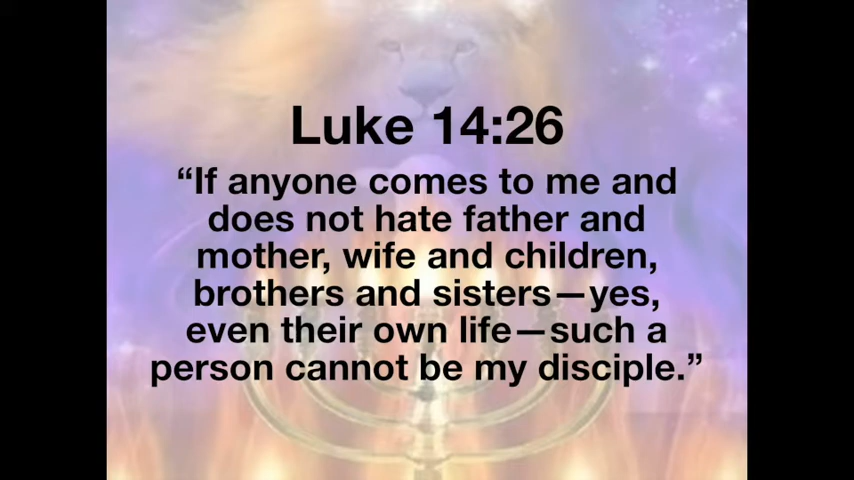 Luke 14:26
“If anyone comes to me and
does not hate father and
mother, wife and children,
brothers and sisters—yes,
even their own life—such a
person cannot be my disciple.”